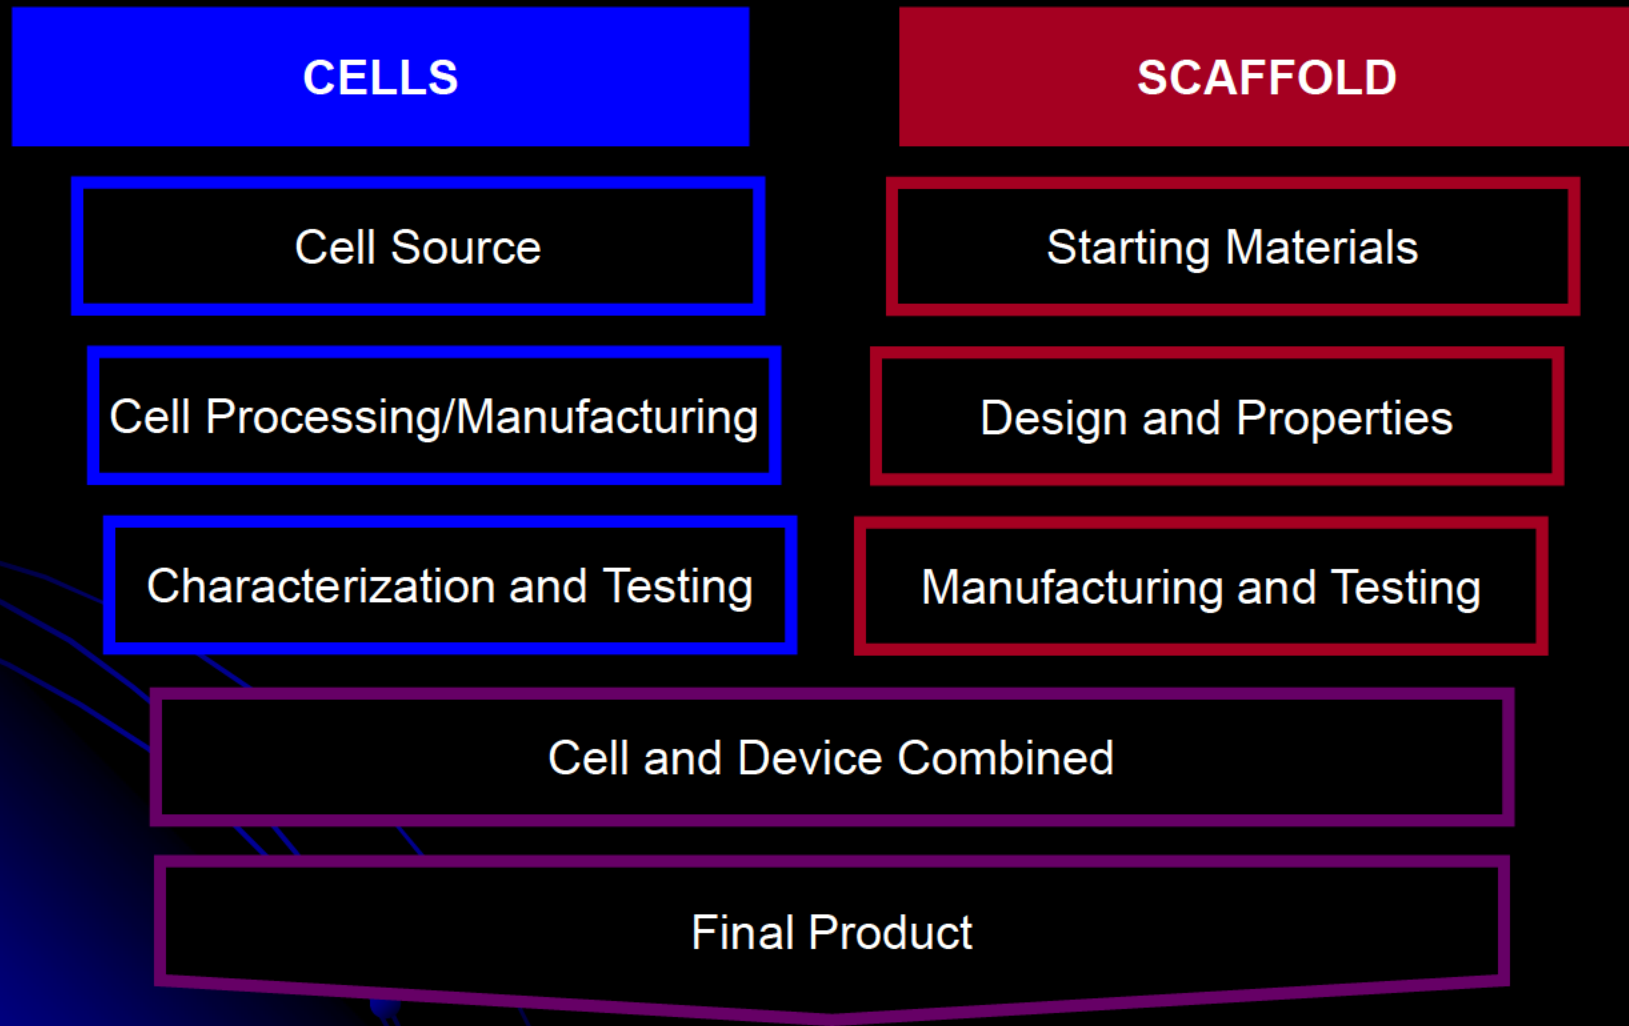 CELLS
SCAFFOLD
Cell Source
Starting Materials
Cell Processing/Manufacturing
Design and Properties
Characterization and Testing
Manufacturing and Testing
Cell and Device Combined
Final Product